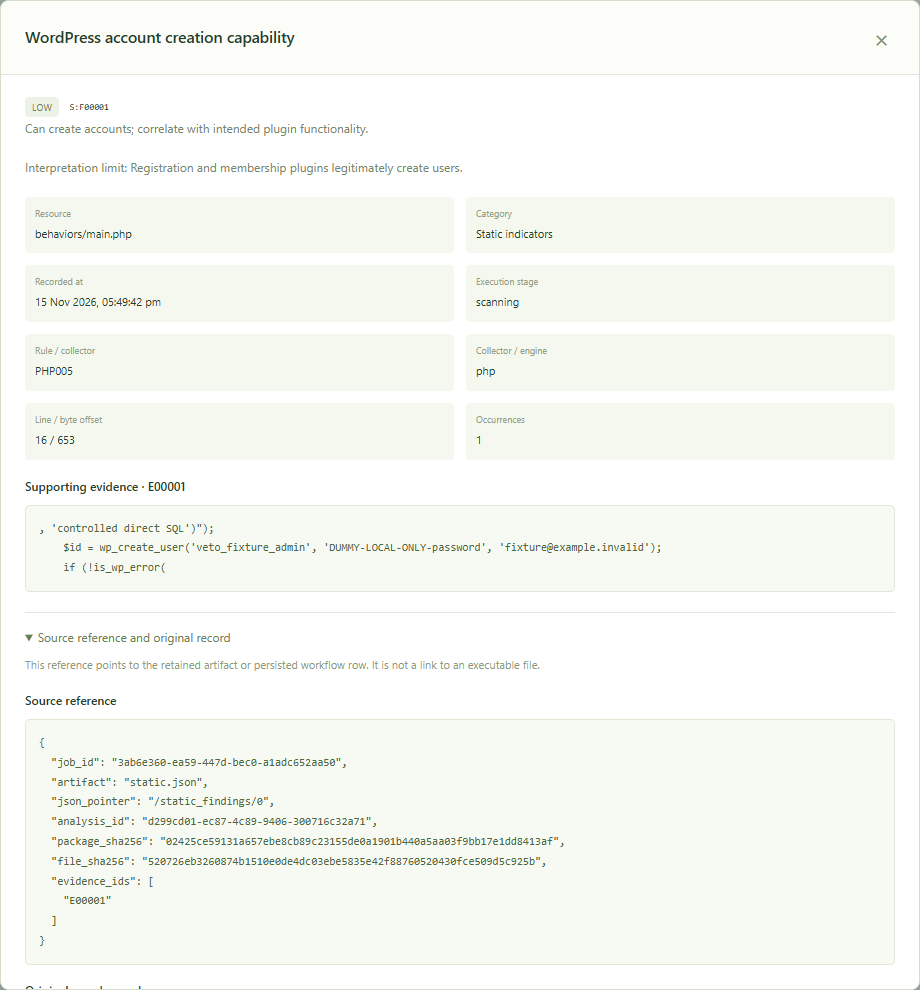 WordPress account creation capability
LOW S:F00001
Can create accounts; correlate with intended plugin functionality.
Interpretation limit: Registration and membership plugins legitimately create users.
Resource
behaviors/main.php
Category
Static indicators
Recorded at
15 Nov 2026, 05:49:42 pm
Execution stage
scanning
Rule / collector
PHP005
Collector / engine
php
Line / byte offset
16 / 653
Occurrences
1
Supporting evidence · E00001
, 'controlled direct SQL')");
$id = wp_create_user('veto_fixture_admin', 'DUMMY-LOCAL-ONLY-password', 'fixture@example.invalid');
if (!is_wp_error(
▼ Source reference and original record
This reference points to the retained artifact or persisted workflow row. It is not a link to an executable file.
Source reference
{
"job_id": "3ab6e360-ea59-447d-bec0-a1adc652aa50",
"artifact": "static.json",
"json_pointer": "/static_findings/0",
"analysis_id": "d299cd01-ec87-4c89-9406-300716c32a71",
"package_sha256": "02425ce59131a657ebe8cb89c23155de0a1901b440a5aa03f9bb17e1dd8413af",
"file_sha256": "520726eb3260874b1510e0de4dc03ebe5835e42f88760520430fce509d5c925b",
"evidence_ids": [
"E00001"
]
}